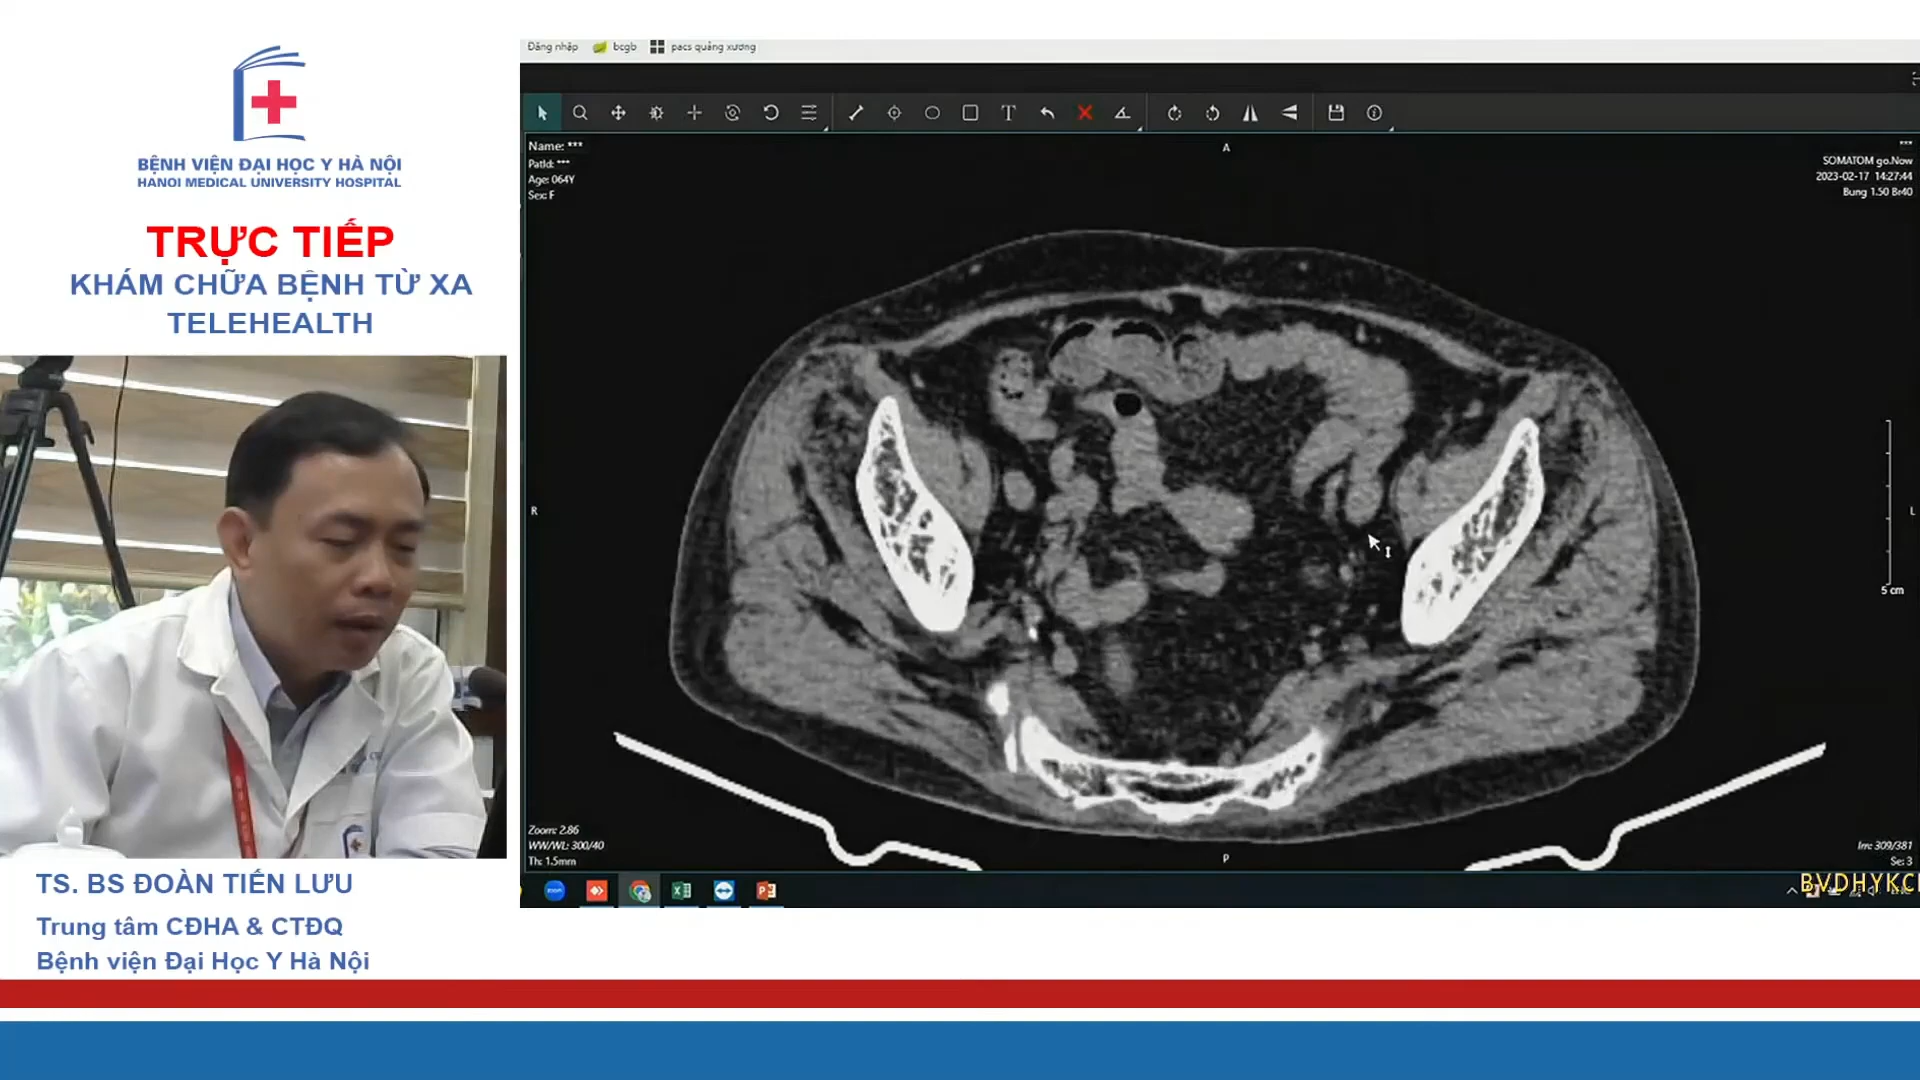 BỆNH VIỆN ĐẠI HỌC Y HÀ NỘI
HANOI MEDICAL UNIVERSITY HOSPITAL
TRỰC TIẾP
KHÁM CHỮA BỆNH TỪ XA
TELEHEALTH
TS. BS ĐOÀN TIẾN LƯU
Trung tâm CĐHA & CTĐQ
Bệnh viện Đại Học Y Hà Nội
Đăng nhập
bcgb
pacs quảng xương
T
Name: ***
PatId: ***
Age: 064Y
Sex: F
A
***
SOMATOM go.Now
2023-02-17 14:27:44
Bung 1.50 Br40
R
L
5 cm
Zoom: 2.86
WW/WL: 300/40
Th: 1.5mm
P
Im: 309/381
Se: 3
zoom